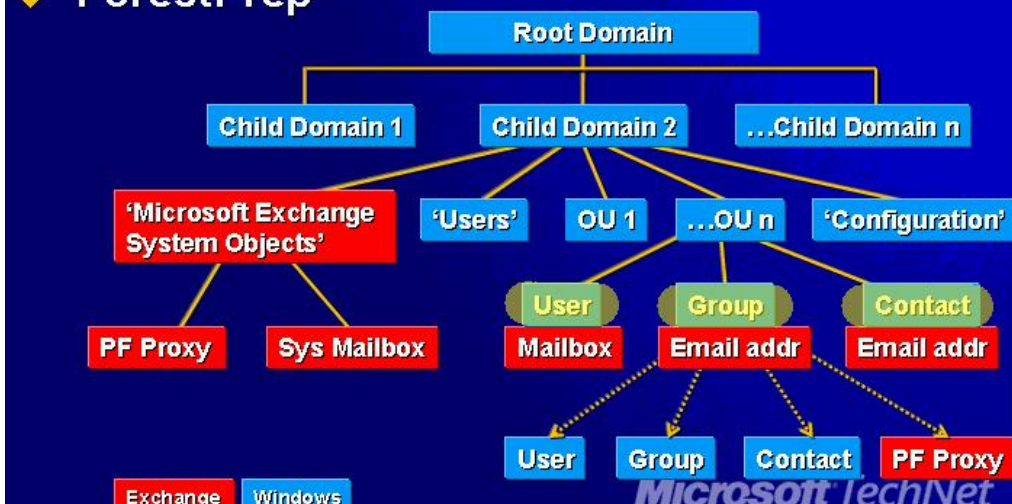 ForestPrep
Root Domain
Child Domain 1
Child Domain 2
...Child Domain n
‘Microsoft Exchange
System Objects’
‘Users’
OU 1
...OU n
‘Configuration’
User
Group
Contact
PF Proxy
Sys Mailbox
Mailbox
Email addr
Email addr
User
Group
Contact
PF Proxy
Exchange
Windows
Microsoft TechNet